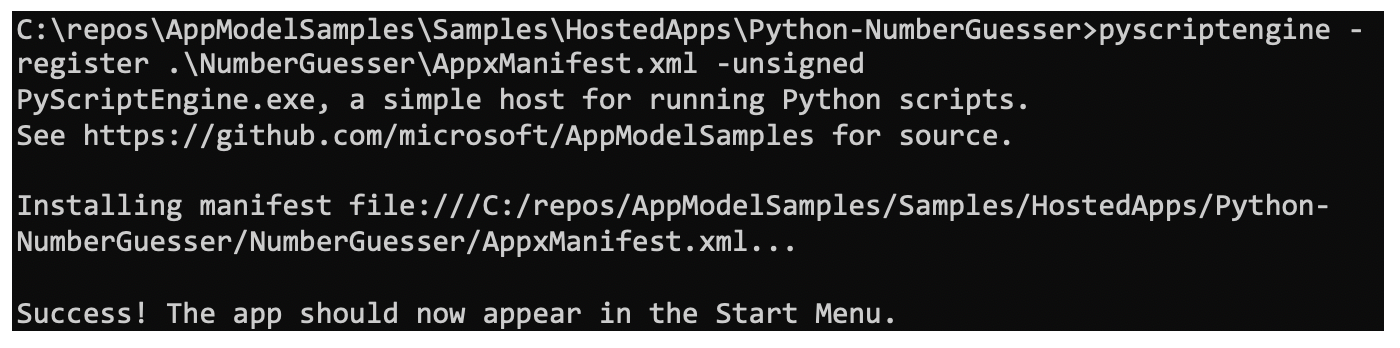 C:\repos\AppModelSamples\Samples\HostedApps\Python-NumberGuesser>pyscriptengine -
register .\NumberGuesser\AppxManifest.xml -unsigned
PyScriptEngine.exe, a simple host for running Python scripts.
See https://github.com/microsoft/AppModelSamples for source.
Installing manifest file:///C:/repos/AppModelSamples/Samples/HostedApps/Python-
NumberGuesser/NumberGuesser/AppxManifest.xml...
Success! The app should now appear in the Start Menu.